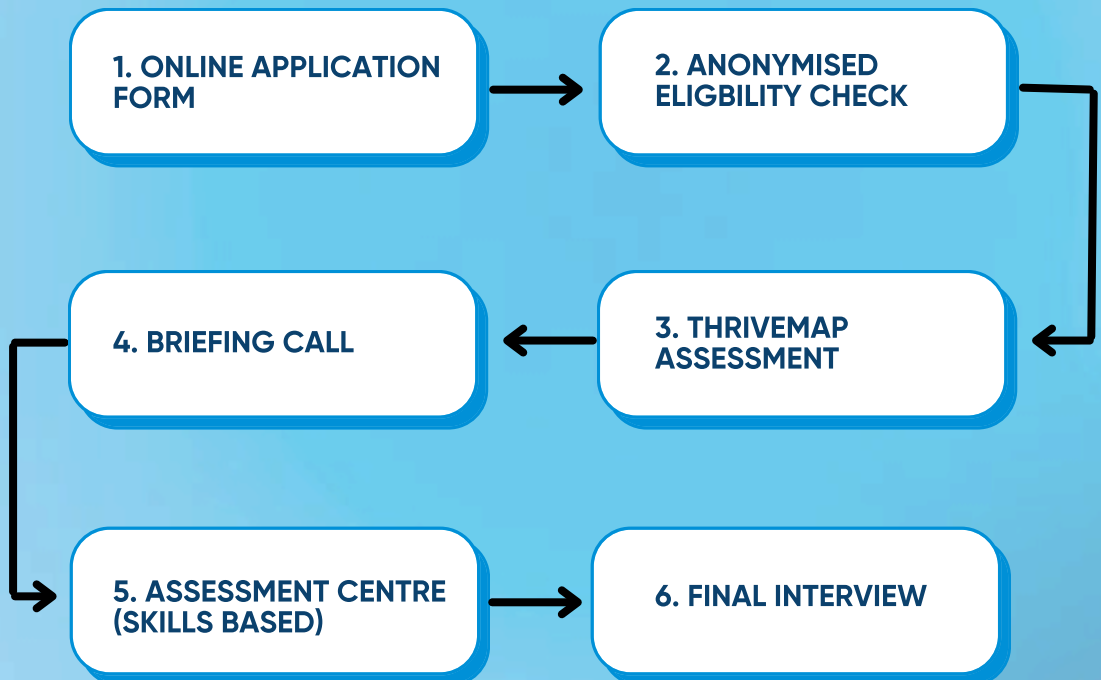 1. ONLINE APPLICATION
FORM
2. ANONYMISED
ELIGBILITY CHECK
3. THRIVEMAP
ASSESSMENT
4. BRIEFING CALL
5. ASSESSMENT CENTRE
(SKILLS BASED)
6. FINAL INTERVIEW